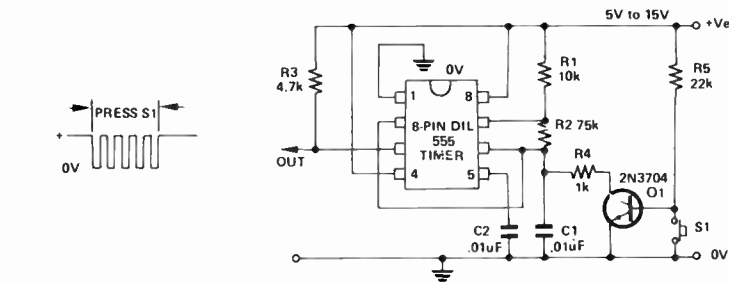 5V to 15V
+Ve
R3
4.7k
0V
R1
10k
R5
22k
PRESS S1
1
8
+
8-PIN DIL
555
TIMER
R2 75k
0V
OUT
4
5
R4
1k
2N3704
Q1
S1
C2
.01uF
C1
.01uF
0V